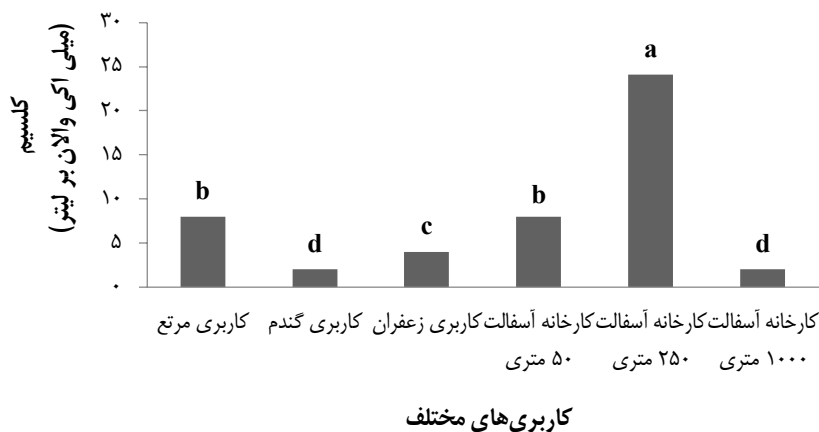 کلسیم
(میلی اکی والان بر لیتر)
۳۰
۲۵
۲۰
۱۵
۱۰
۵
۰
b
d
c
b
a
d
کاربری مرتع
کاربری گندم
کاربری زعفران
کارخانه آسفالت
۵۰ متری
کارخانه آسفالت
۲۵۰ متری
کارخانه آسفالت
۱۰۰۰ متری
کاربری‌های مختلف